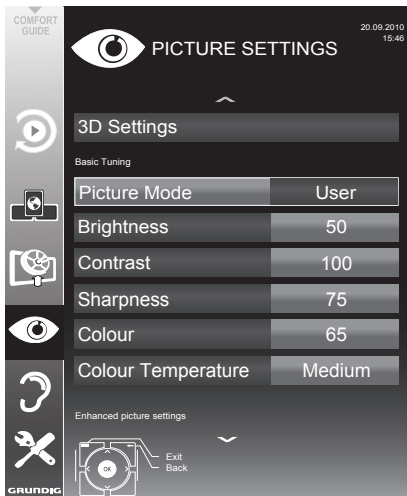 COMFORT
GUIDE
PICTURE SETTINGS
20.09.2010
15:46
3D Settings
Basic Tuning
Picture Mode User
Brightness 50
Contrast 100
Sharpness 75
Colour 65
Colour Temperature Medium
Enhanced picture settings
Exit
Back
OK
GRUNDIG